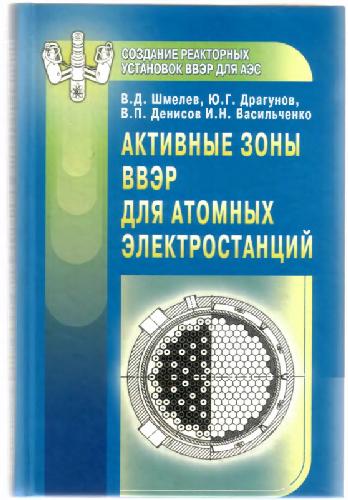 СОЗДАНИЕ РЕАКТОРНЫХ
УСТАНОВОК ВВЭР ДЛЯ АЭС
В.Д. Шмелев, Ю.Г. Драгунов,
В.П. Денисов И.Н. Васильченко
АКТИВНЫЕ ЗОНЫ
ВВЭР
ДЛЯ АТОМНЫХ
ЭЛЕКТРОСТАНЦИЙ